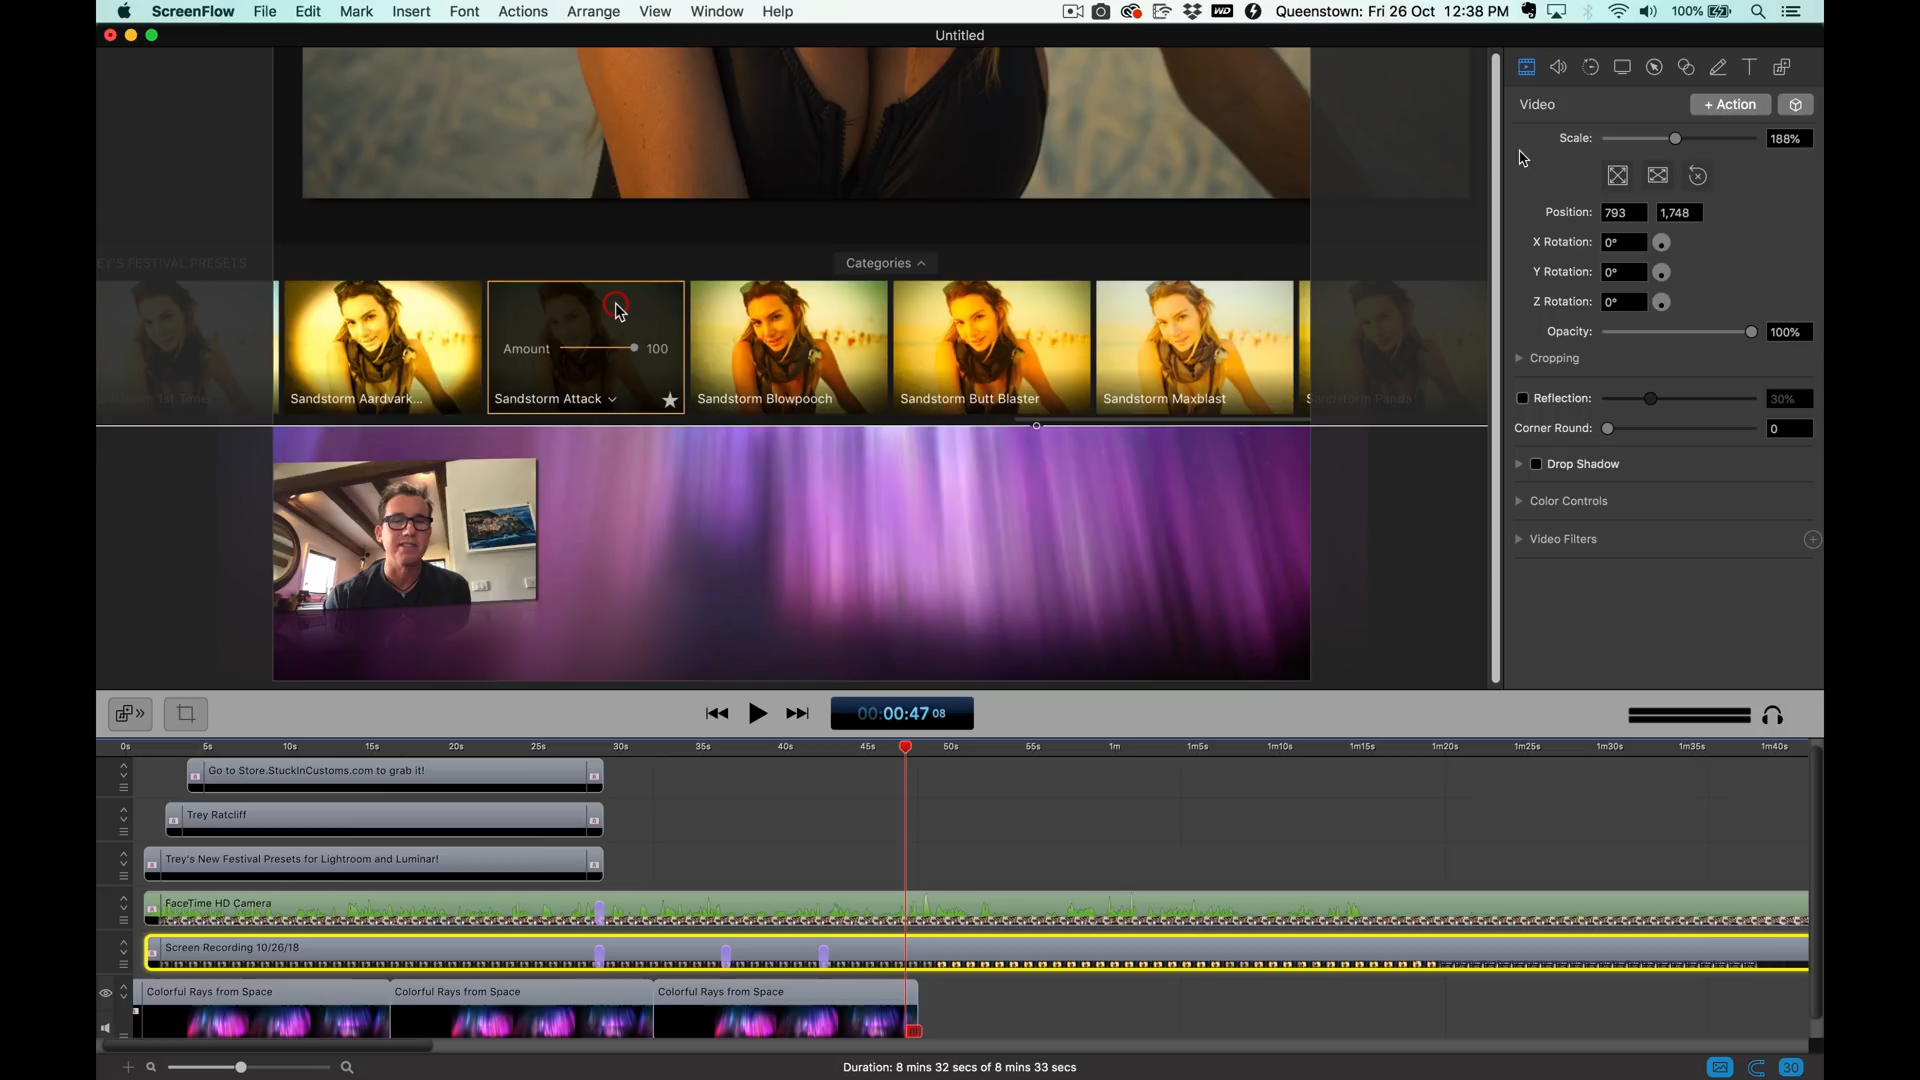 ScreenFlow File Edit Mark Insert Font Actions Arrange View Window Help WD Queenstown: Fri 26 Oct 12:38 PM 100%
Untitled
Video + Action
Scale: 188%
Position: 793 1,748
X Rotation: 0°
Y Rotation: 0°
Z Rotation: 0°
Opacity: 100%
Cropping
Reflection: 30%
Corner Round: 0
Drop Shadow
Color Controls
Video Filters
EY'S FESTIVAL PRESETS
Categories
Amount 100
1st Time Sandstorm Aardvark... Sandstorm Attack Sandstorm Blowpooch Sandstorm Butt Blaster Sandstorm Maxblast Sandstorm Panda
00:00:47 08
0s 5s 10s 15s 20s 25s 30s 35s 40s 45s 50s 55s 1m 1m5s 1m10s 1m15s 1m20s 1m25s 1m30s 1m35s 1m40s
Go to Store.StuckInCustoms.com to grab it!
Trey Ratcliff
Trey's New Festival Presets for Lightroom and Luminar!
FaceTime HD Camera
Screen Recording 10/26/18
Colorful Rays from Space Colorful Rays from Space Colorful Rays from Space
Duration: 8 mins 32 secs of 8 mins 33 secs
30